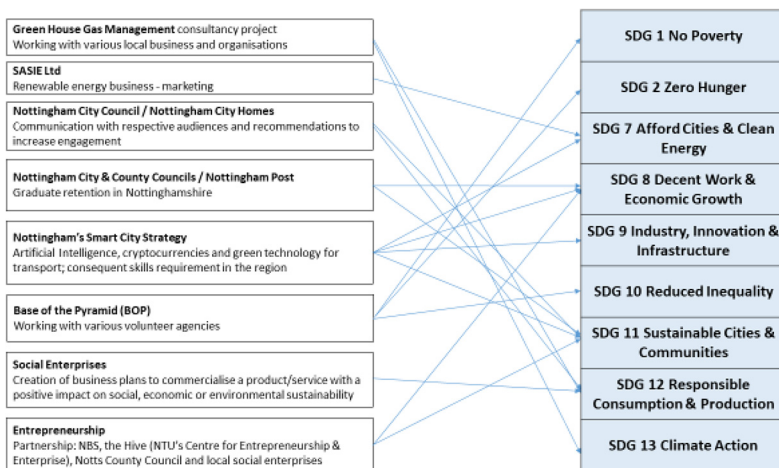 Green House Gas Management consultancy project
Working with various local business and organisations
SASIE Ltd
Renewable energy business - marketing
Nottingham City Council / Nottingham City Homes
Communication with respective audiences and recommendations to
increase engagement
Nottingham City & County Councils / Nottingham Post
Graduate retention in Nottinghamshire
Nottingham's Smart City Strategy
Artificial Intelligence, cryptocurrencies and green technology for
transport; consequent skills requirement in the region
Base of the Pyramid (BOP)
Working with various volunteer agencies
Social Enterprises
Creation of business plans to commercialise a product/service with a
positive impact on social, economic or environmental sustainability
Entrepreneurship
Partnership: NBS, the Hive (NTU's Centre for Entrepreneurship &
Enterprise), Notts County Council and local social enterprises
SDG 1 No Poverty
SDG 2 Zero Hunger
SDG 7 Afford Cities & Clean
Energy
SDG 8 Decent Work &
Economic Growth
SDG 9 Industry, Innovation &
Infrastructure
SDG 10 Reduced Inequality
SDG 11 Sustainable Cities &
Communities
SDG 12 Responsible
Consumption & Production
SDG 13 Climate Action